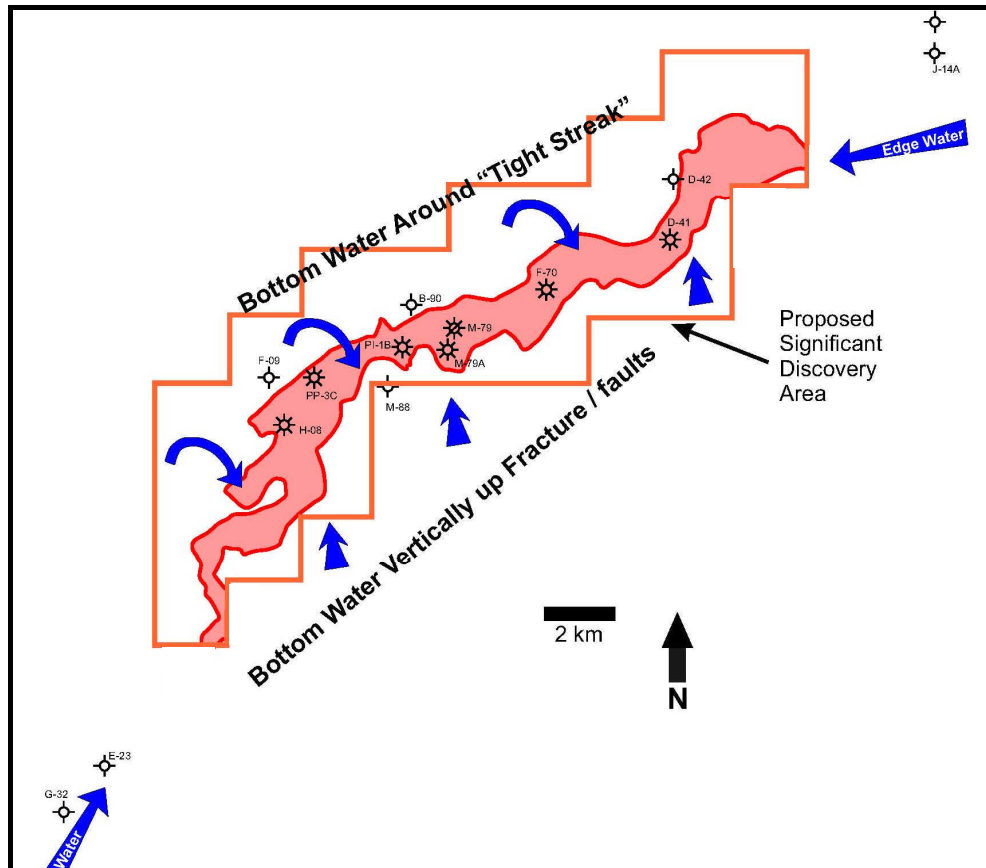 J-14A
Bottom Water Around “Tight Streak”
Edge Water
D-42
D-41
F-70
B-90
M-79
PI-1B
M-79A
F-09
PP-3C
M-88
H-08
Proposed
Significant
Discovery
Area
Bottom Water Vertically up Fracture / faults
2 km
N
E-23
G-32
Water